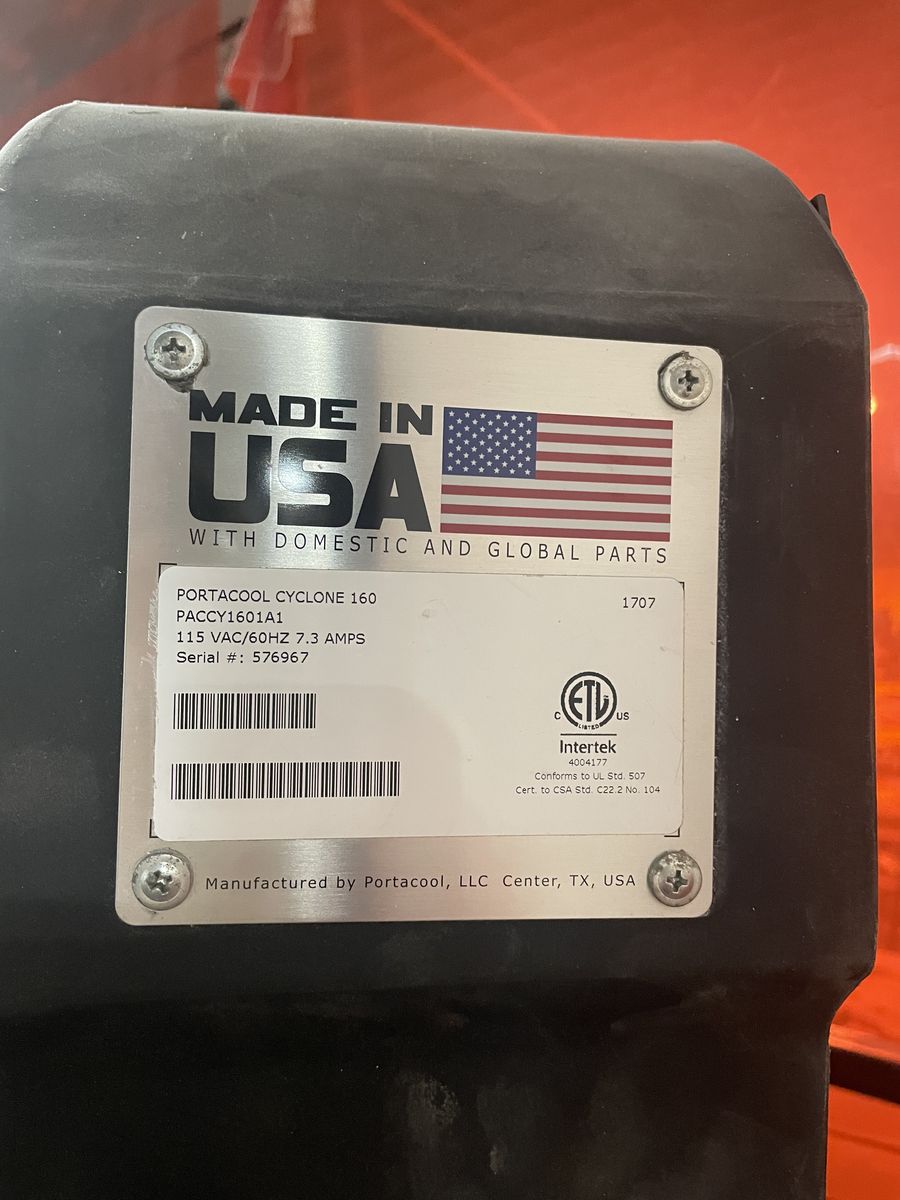 MADE IN
USA
WITH DOMESTIC AND GLOBAL PARTS
PORTACOOL CYCLONE 160
1707
PACCY1601A1
115 VAC/60HZ 7.3 AMPS
Serial #: 576967
ETL
LISTED
C US
Intertek
4004177
Conforms to UL Std. 507
Cert. to CSA Std. C22.2 No. 104
Manufactured by Portacool, LLC Center, TX, USA